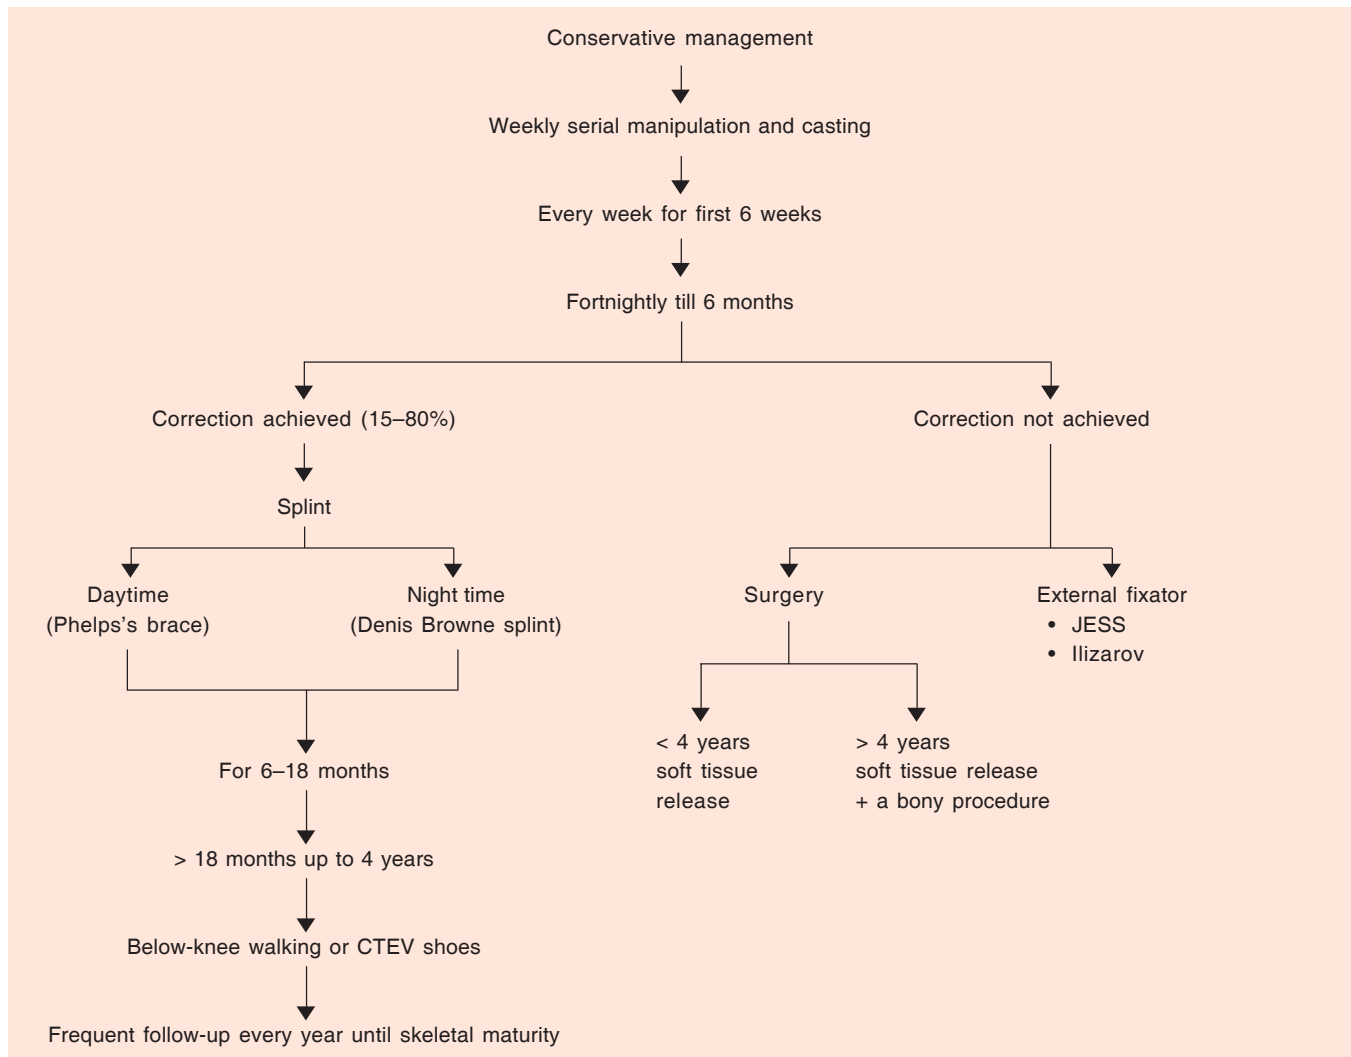 Conservative management
Weekly serial manipulation and casting
Every week for first 6 weeks
Fortnightly till 6 months
Correction achieved (15–80%)
Correction not achieved
Splint
Daytime
(Phelps's brace)
Night time
(Denis Browne splint)
Surgery
External fixator
• JESS
• Ilizarov
For 6–18 months
< 4 years
soft tissue
release
> 4 years
soft tissue release
+ a bony procedure
> 18 months up to 4 years
Below-knee walking or CTEV shoes
Frequent follow-up every year until skeletal maturity